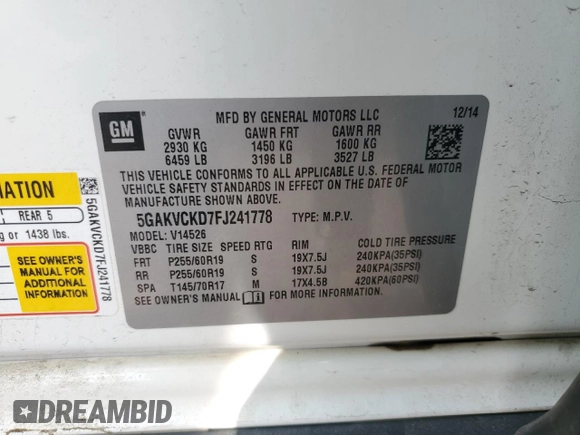 GM
MFD BY GENERAL MOTORS LLC 12/14
GVWR GAWR FRT GAWR RR
2930 KG 1450 KG 1600 KG
6459 LB 3196 LB 3527 LB
THIS VEHICLE CONFORMS TO ALL APPLICABLE U.S. FEDERAL MOTOR
VEHICLE SAFETY STANDARDS IN EFFECT ON THE DATE OF
MANUFACTURE SHOWN ABOVE.
5GAKVCKD7FJ241778 TYPE: M.P.V.
MODEL: V14526
VBBC TIRE SIZE SPEED RTG RIM COLD TIRE PRESSURE
FRT P255/60R19 S 19X7.5J 240KPA(35PSI)
RR P255/60R19 S 19X7.5J 240KPA(35PSI)
SPA T145/70R17 M 17X4.5B 420KPA(60PSI)
SEE OWNER'S MANUAL FOR MORE INFORMATION.
REAR 5
or 1438 lbs.
SEE OWNER'S
MANUAL FOR
ADDITIONAL
INFORMATION
5GAKVCKD7FJ241778
DREAMBID